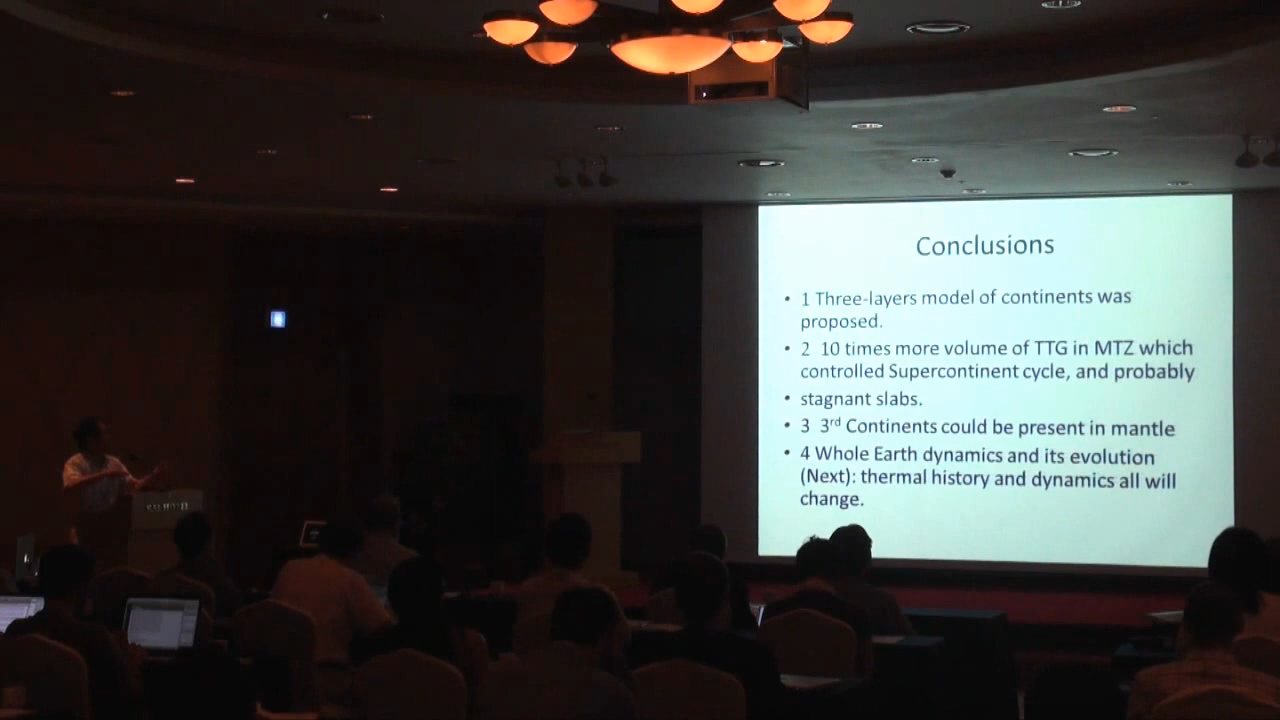 Conclusions
• 1 Three-layers model of continents was
proposed.
• 2 10 times more volume of TTG in MTZ which
controlled Supercontinent cycle, and probably
• stagnant slabs.
• 3 3rd Continents could be present in mantle
• 4 Whole Earth dynamics and its evolution
(Next): thermal history and dynamics all will
change.